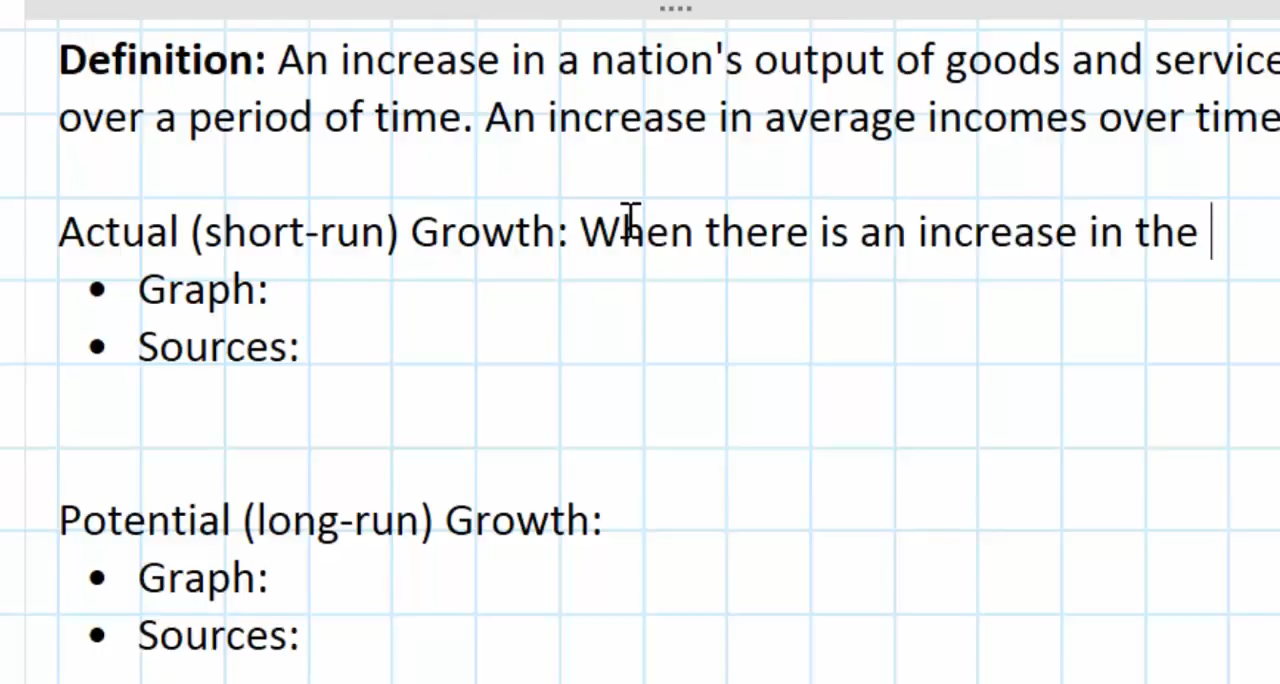 Definition: An increase in a nation's output of goods and service
over a period of time. An increase in average incomes over time
Actual (short-run) Growth: When there is an increase in the
• Graph:
• Sources:
Potential (long-run) Growth:
• Graph:
• Sources: